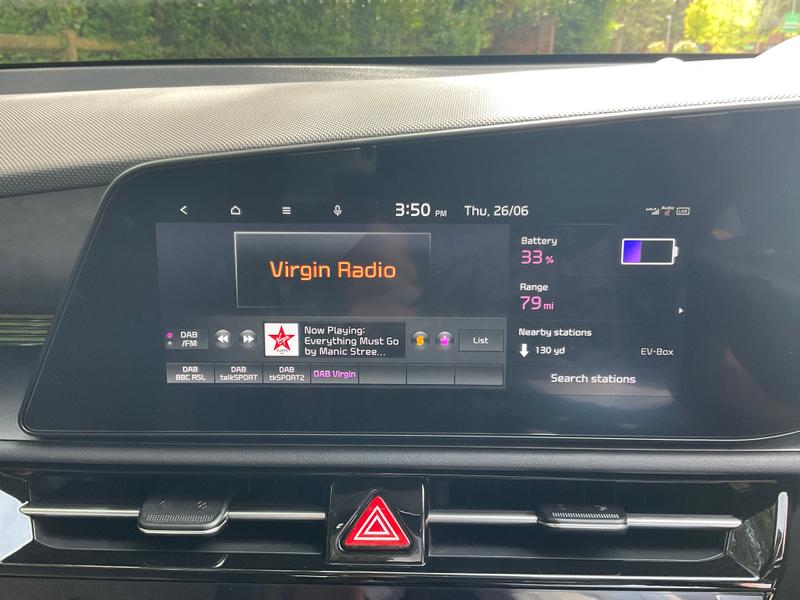 3:50 PM
Thu, 26/06
Virgin Radio
DAB
/FM
Now Playing:
Everything Must Go
by Manic Stree...
List
DAB
BBC R5L
DAB
talkSPORT
DAB
tkSPORT2
DAB Virgin
Battery
33 %
Range
79 mi
Nearby stations
130 yd
EV-Box
Search stations